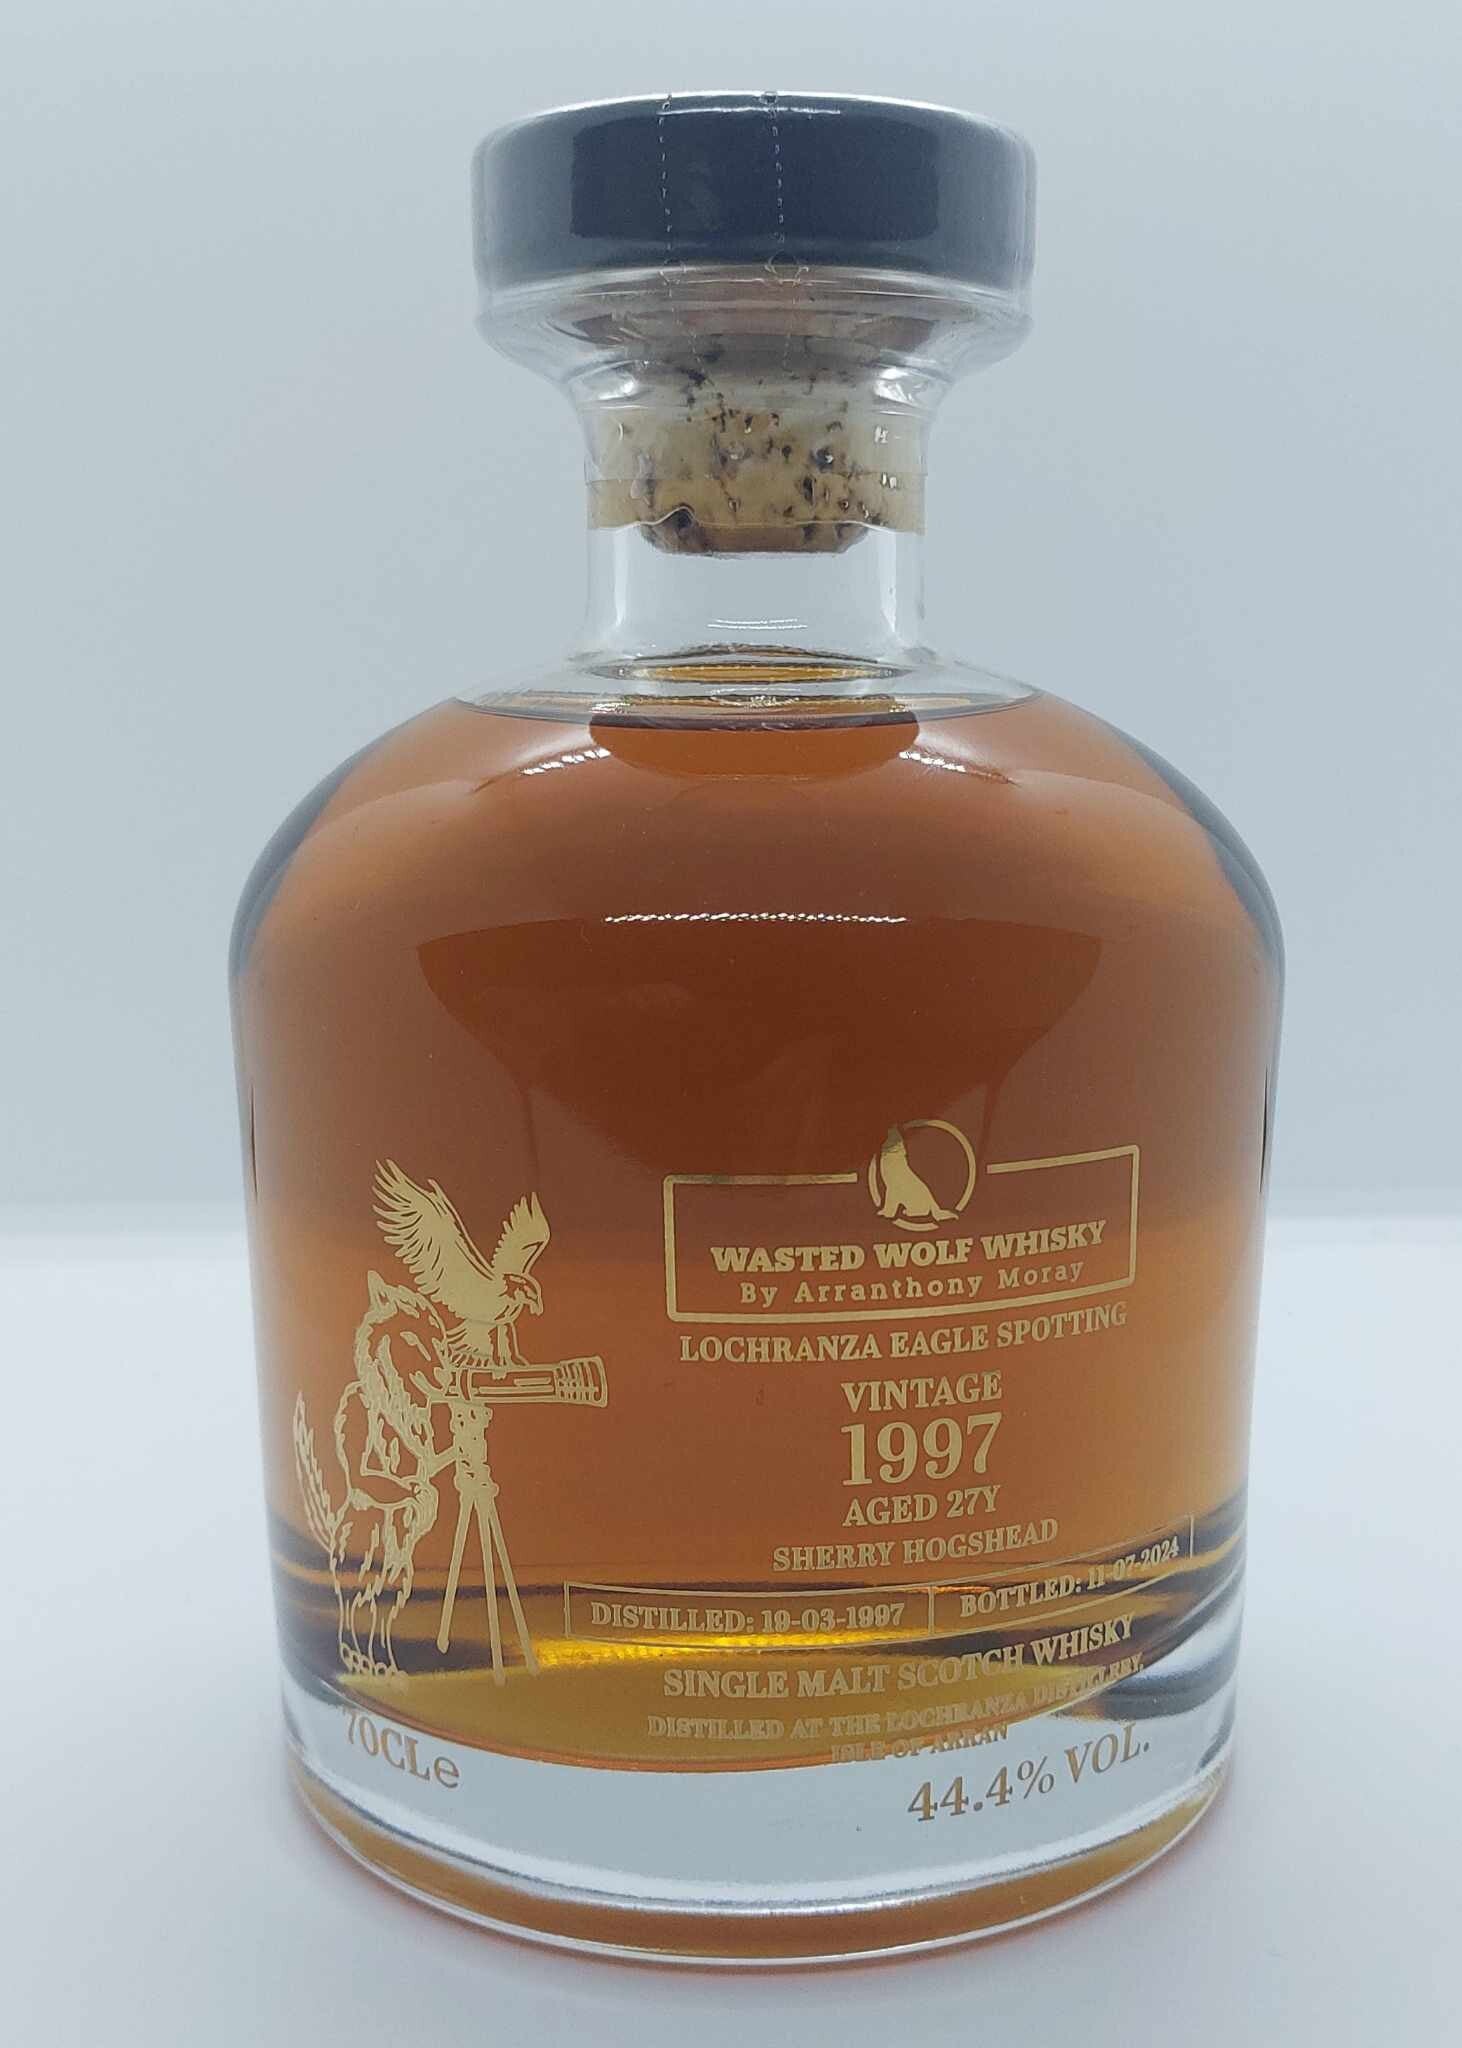 WASTED WOLF WHISKY
By Arranthony Moray
LOCHRANZA EAGLE SPOTTING
VINTAGE
1997
AGED 27Y
SHERRY HOGSHEAD
DISTILLED: 19-03-1997 BOTTLED: 11-07-2024
SINGLE MALT SCOTCH WHISKY
DISTILLED AT THE LOCHRANZA DISTILLERY,
ISLE OF ARRAN
70CLe 44.4% VOL.